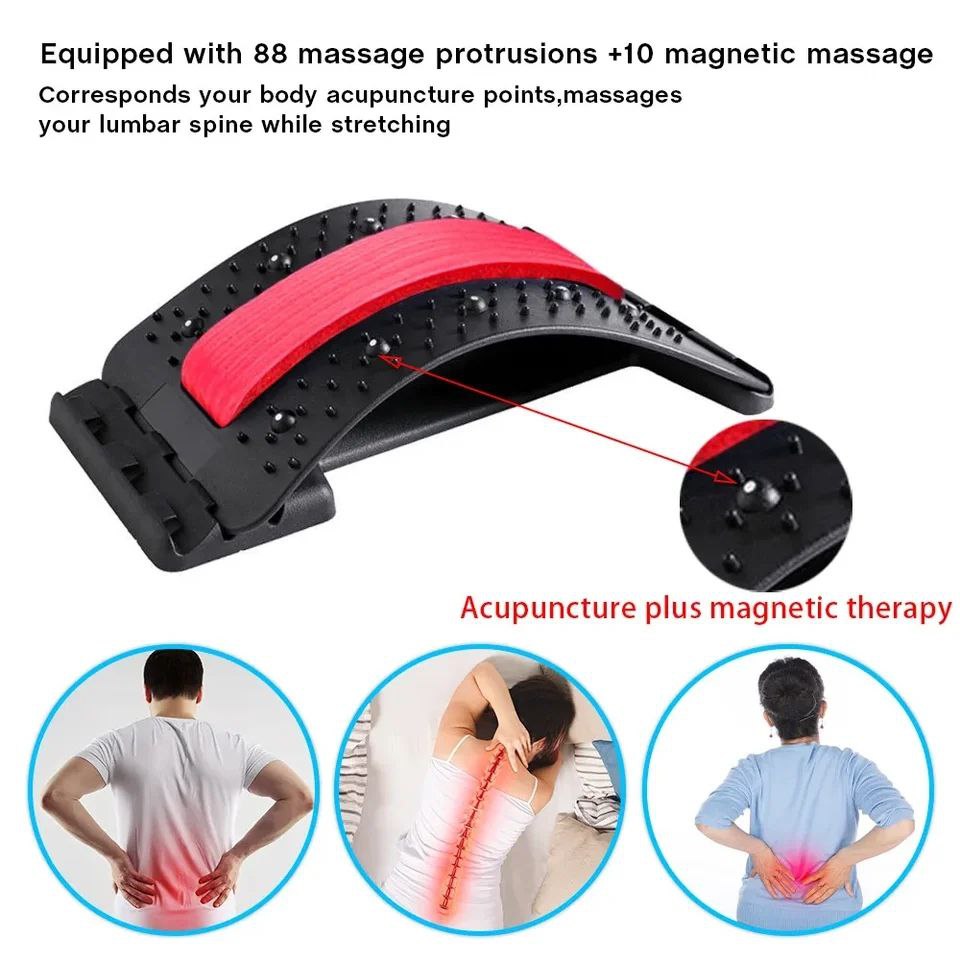 Equipped with 88 massage protrusions +10 magnetic massage
Corresponds your body acupuncture points,massages
your lumbar spine while stretching
Acupuncture plus magnetic therapy